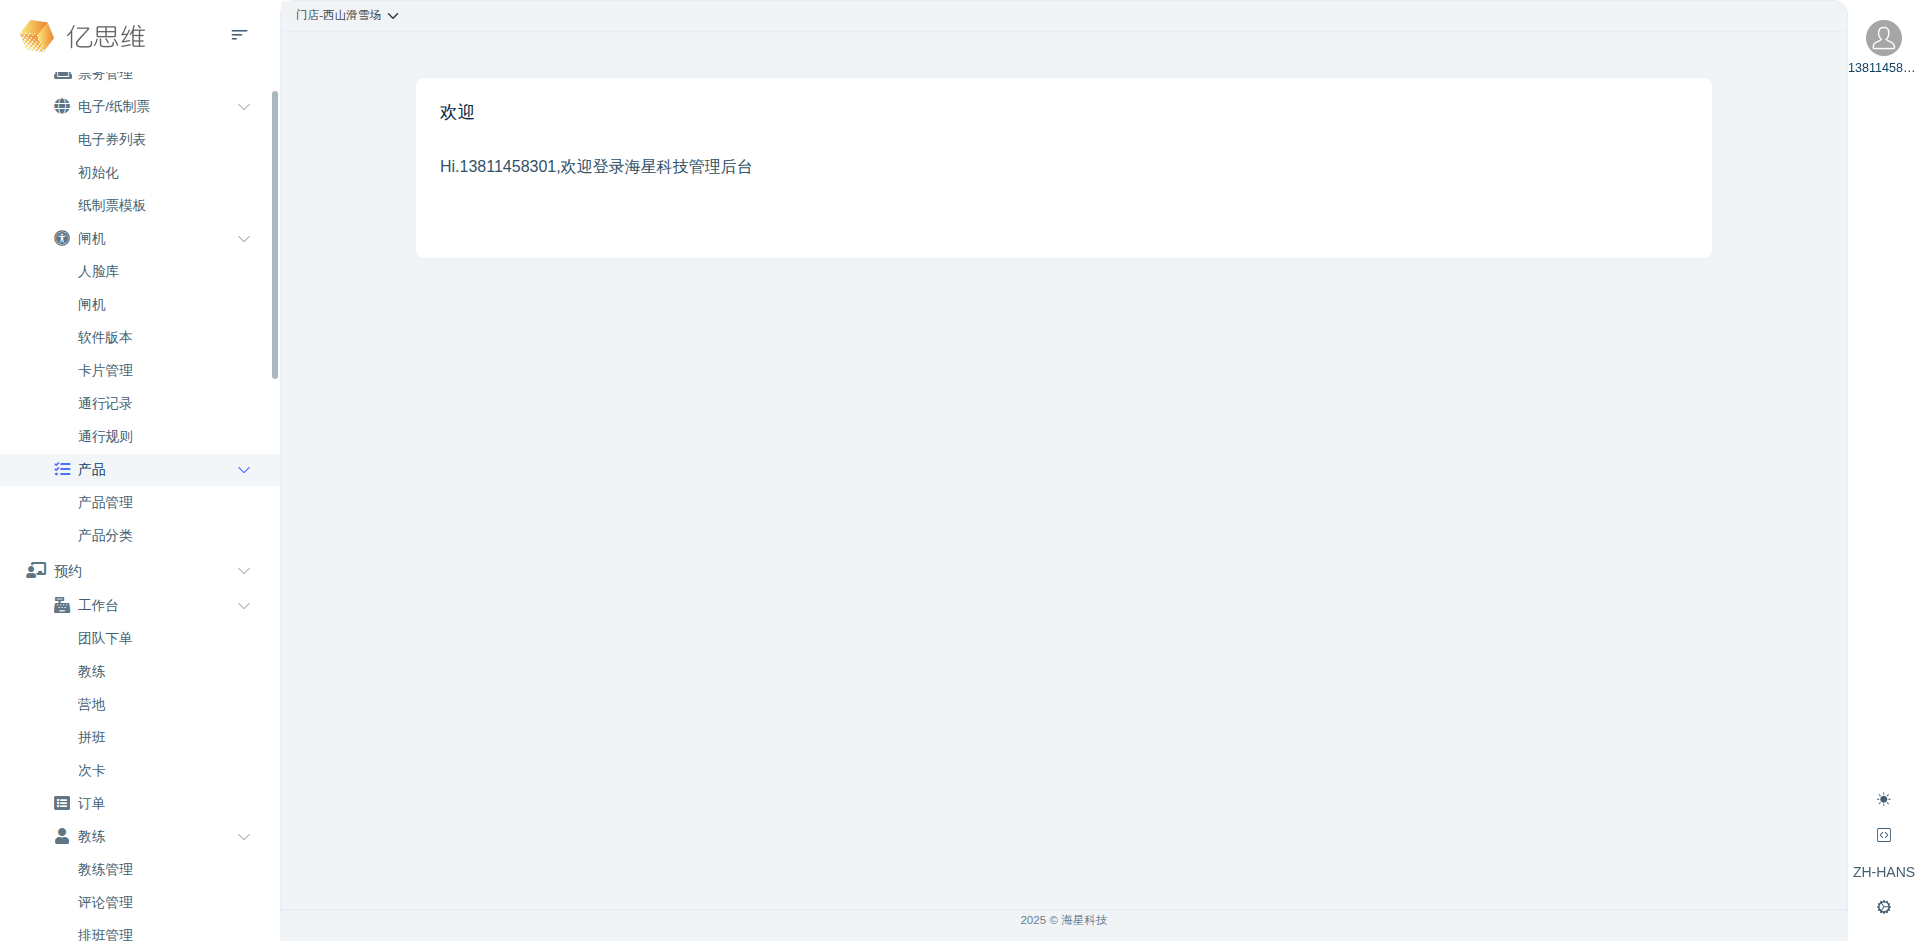 亿思维
票务管理
电子/纸制票
电子券列表
初始化
纸制票模板
闸机
人脸库
闸机
软件版本
卡片管理
通行记录
通行规则
产品
产品管理
产品分类
预约
工作台
团队下单
教练
营地
拼班
次卡
订单
教练
教练管理
评论管理
排班管理
门店-西山滑雪场
欢迎
Hi.13811458301,欢迎登录海星科技管理后台
2025 © 海星科技
13811458…
ZH-HANS